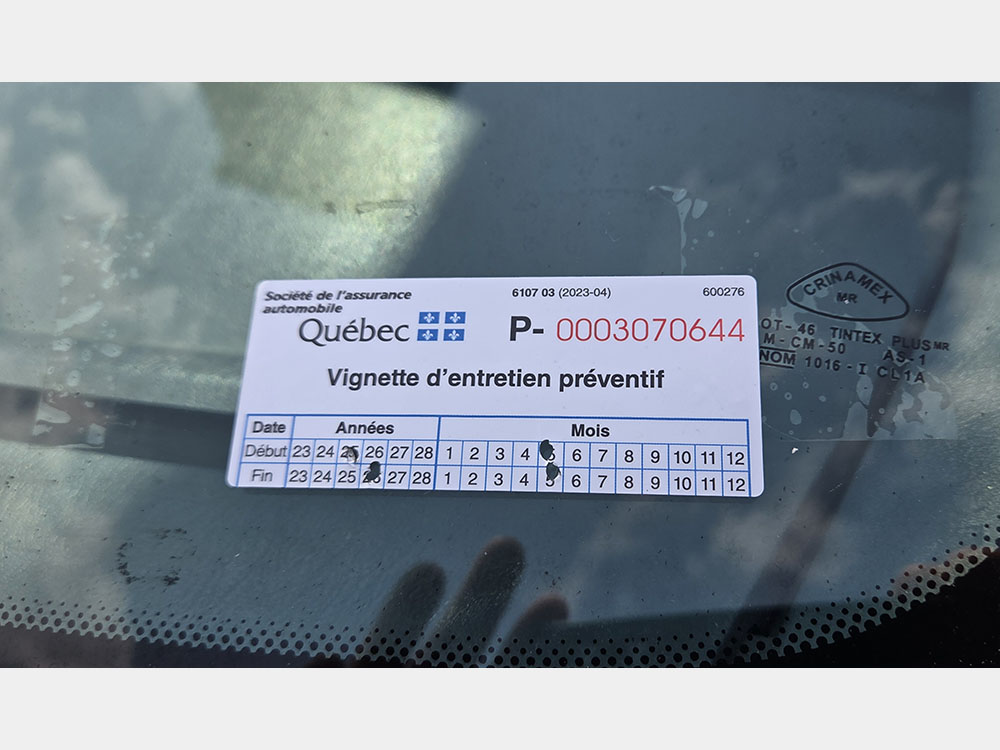 Société de l'assurance
automobile
Québec
6107 03 (2023-04)
600276
P- 0003070644
Vignette d'entretien préventif
Date Années Mois
Début 23 24 25 26 27 28 1 2 3 4 6 7 8 9 10 11 12
Fin 23 24 25 27 28 1 2 3 4 5 6 7 8 9 10 11 12
CRINAMEX
MR
OT-46 TINTEX PLUS MR
M-CM-50 AS-1
NOM 1016-I CL1A